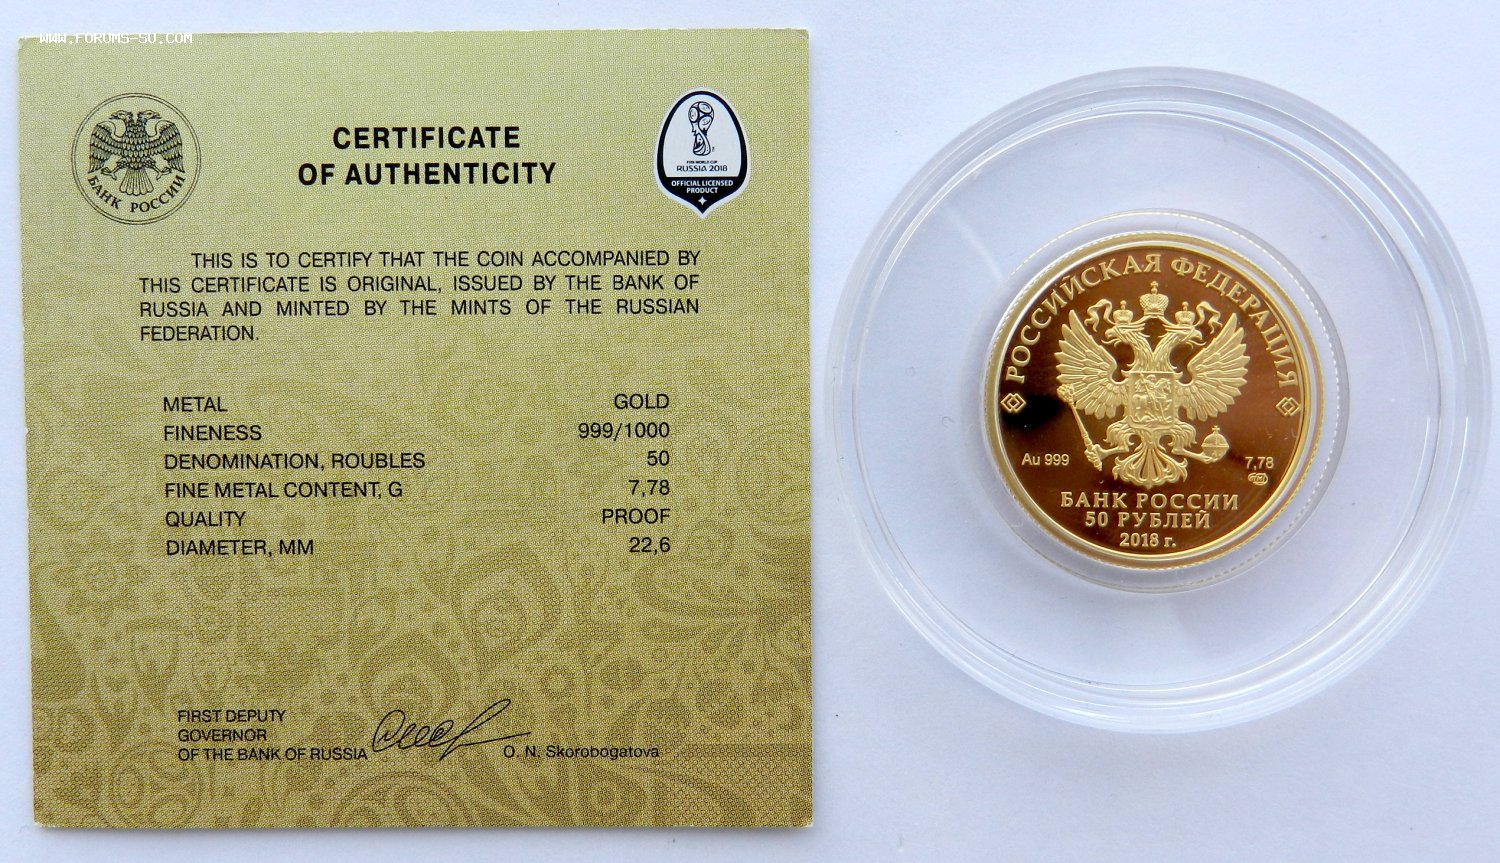 WWW.FORUMS-SU.COM
БАНК РОССИИ
CERTIFICATE
OF AUTHENTICITY
FIFA WORLD CUP
RUSSIA 2018
OFFICIAL LICENSED
PRODUCT
THIS IS TO CERTIFY THAT THE COIN ACCOMPANIED BY
THIS CERTIFICATE IS ORIGINAL, ISSUED BY THE BANK OF
RUSSIA AND MINTED BY THE MINTS OF THE RUSSIAN
FEDERATION.
METAL GOLD
FINENESS 999/1000
DENOMINATION, ROUBLES 50
FINE METAL CONTENT, G 7,78
QUALITY PROOF
DIAMETER, MM 22,6
FIRST DEPUTY
GOVERNOR
OF THE BANK OF RUSSIA
O. N. Skorobogatova
РОССИЙСКАЯ ФЕДЕРАЦИЯ
Au 999
7,78
БАНК РОССИИ
50 РУБЛЕЙ
2018 г.